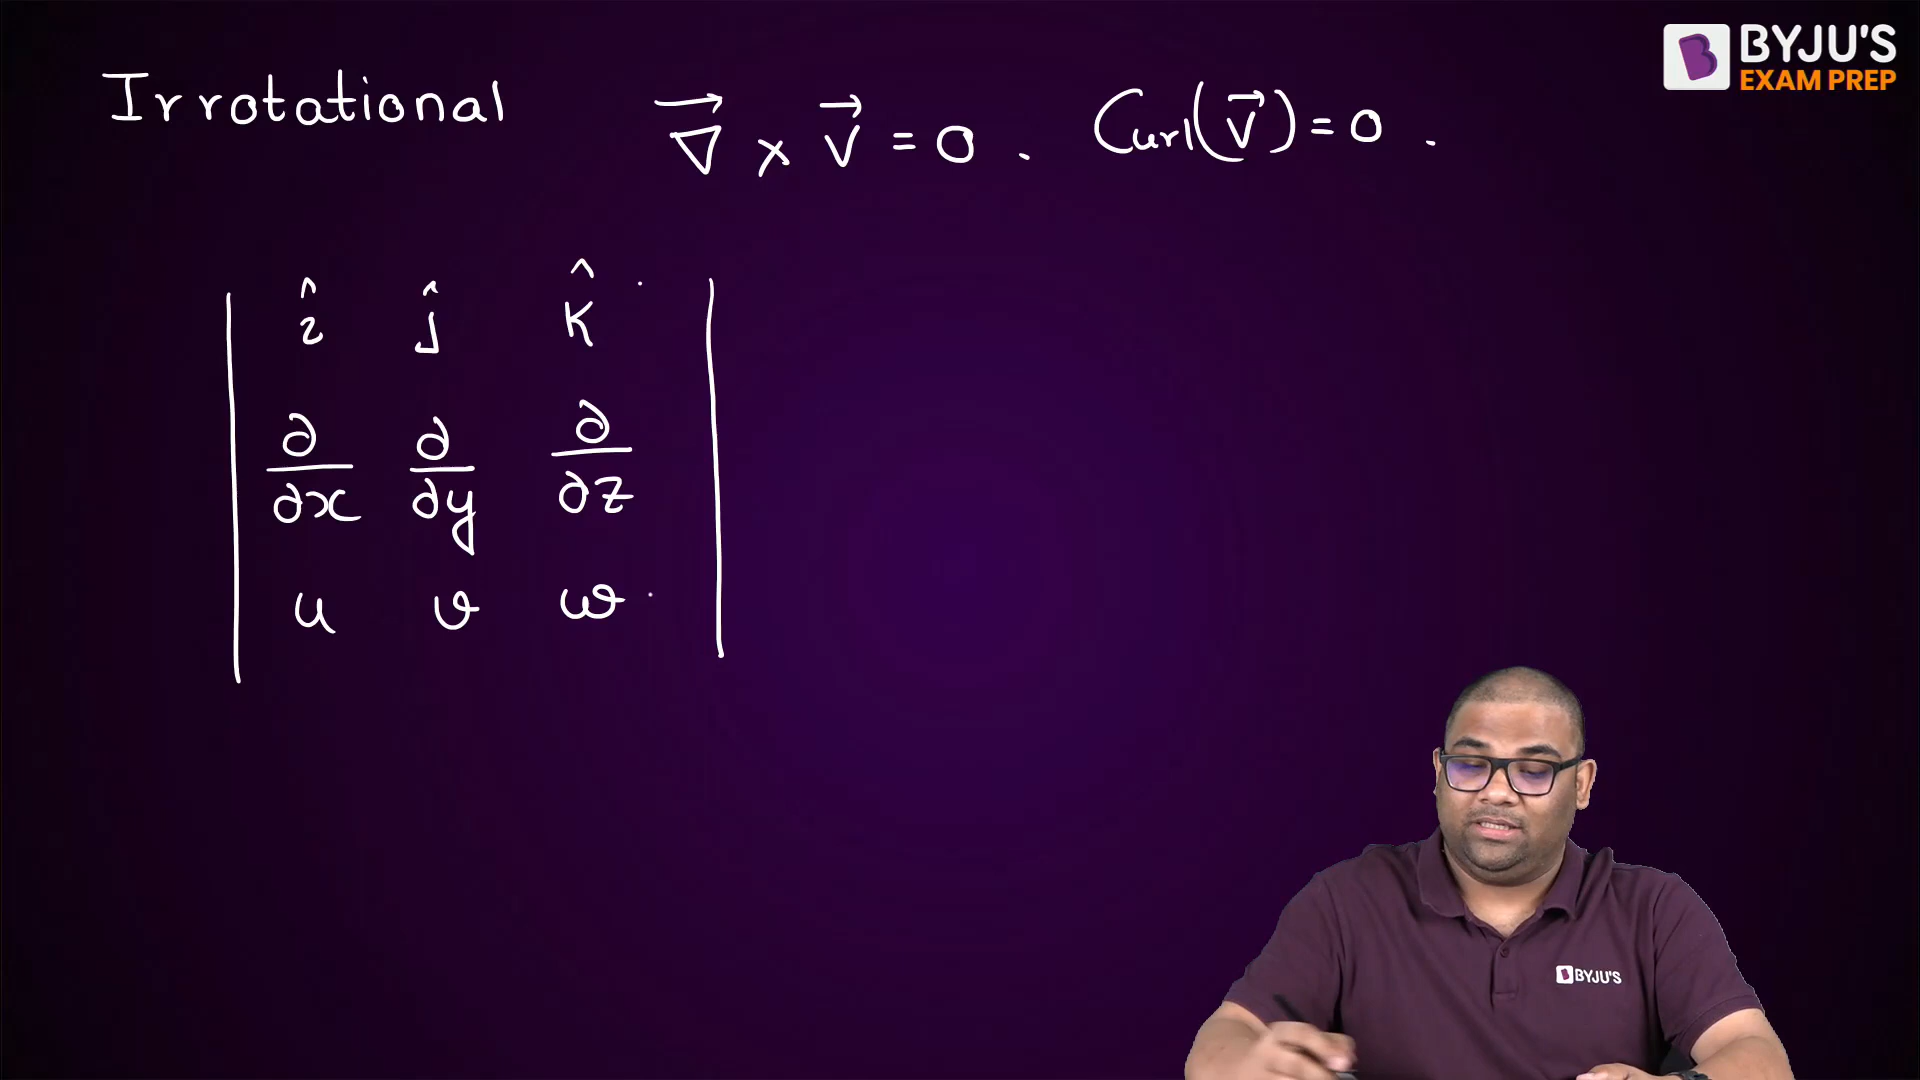 BYJU'S
EXAM PREP
Irrotational ∇⃗ × V⃗ = 0 . Curl(V⃗) = 0 .
î ĵ k̂
∂/∂x ∂/∂y ∂/∂z
u v w
BYJU'S